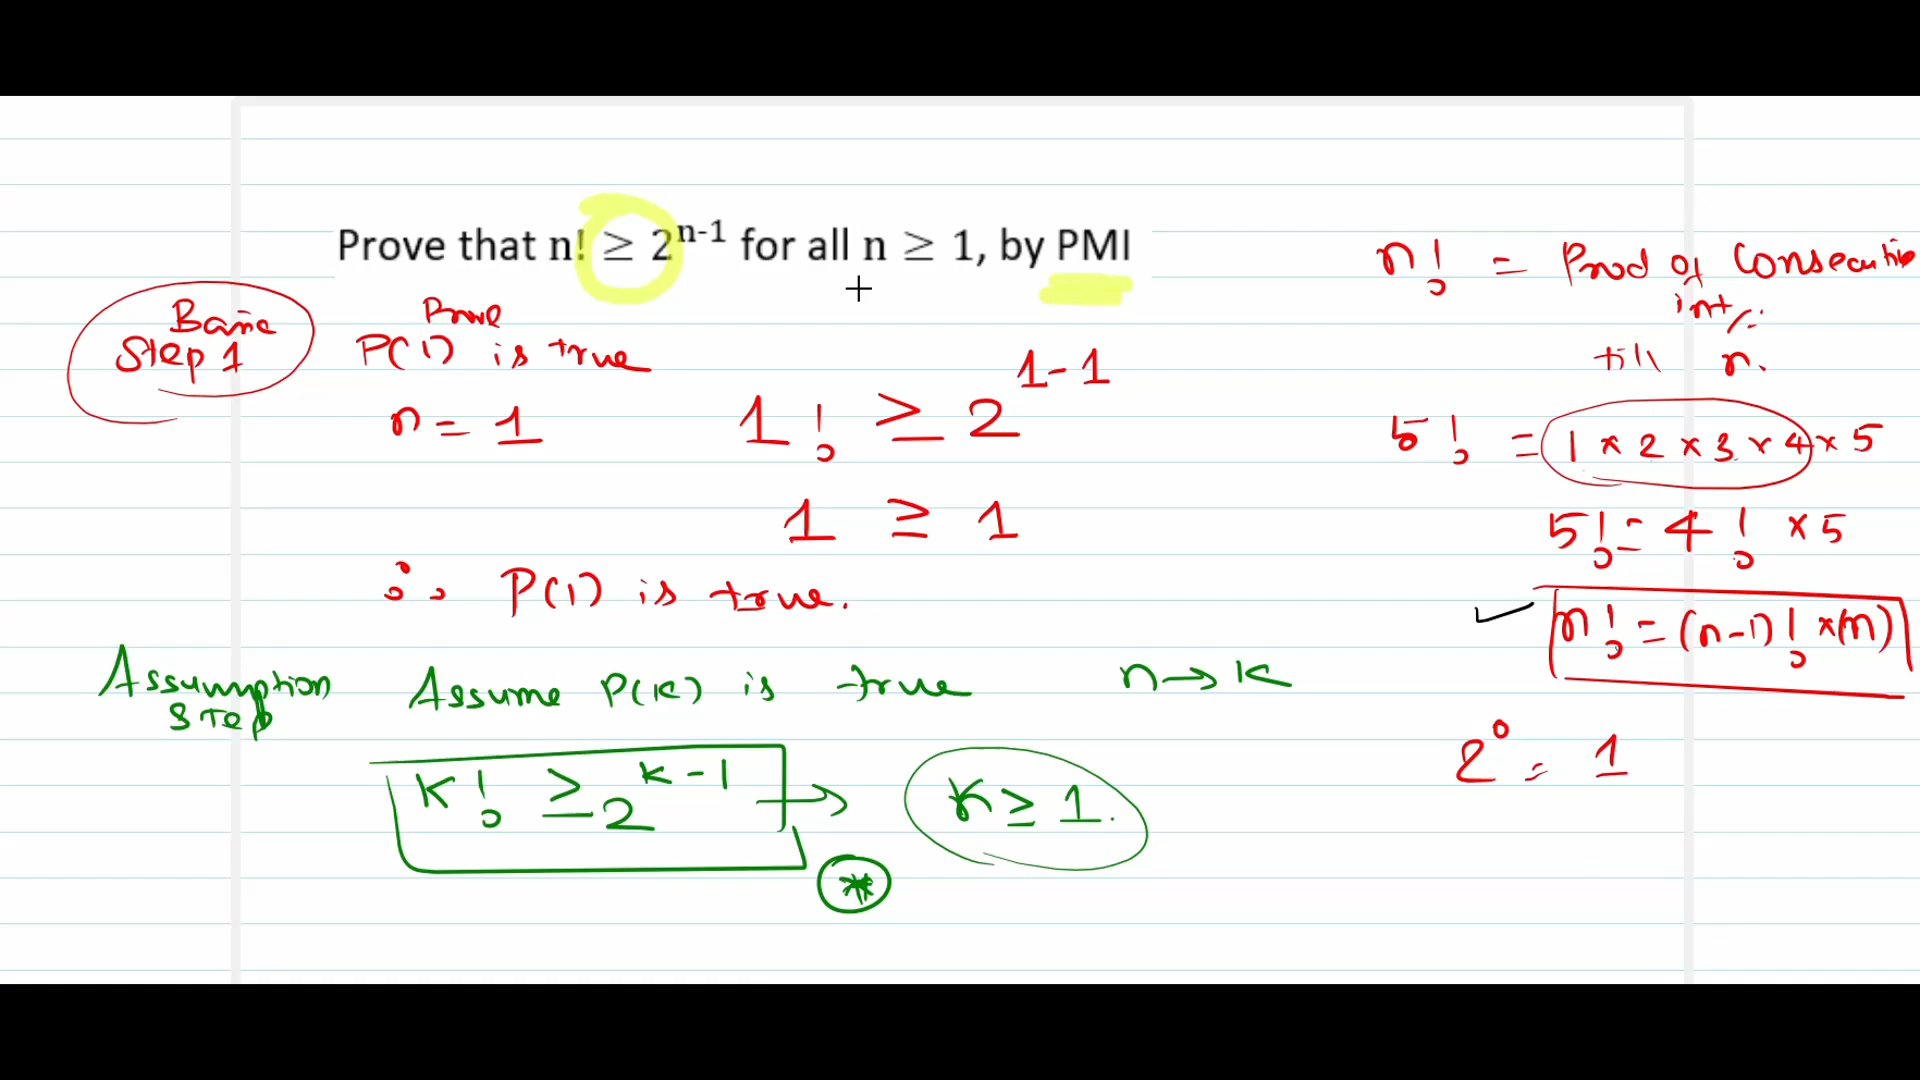 Prove that n! ≥ 2^{n-1} for all n ≥ 1, by PMI
Basic
Step 1
Prove
P(1) is true
n = 1
1! ≥ 2^{1-1}
1 ≥ 1
∴ P(1) is true.
n! = Prod of Consecutive
int
till n.
5! = 1 × 2 × 3 × 4 × 5
5! = 4! × 5
n! = (n-1)! ×(n)
2^0 = 1
Assumption
Step
Assume P(K) is true n → K
K! ≥ 2^{K-1} → K ≥ 1.
*